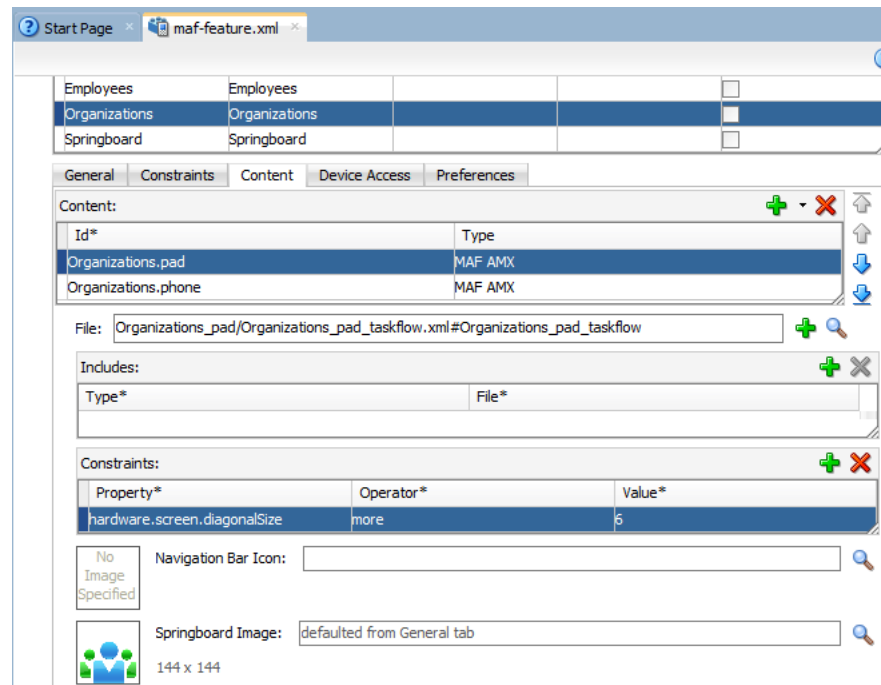 Start Page maf-feature.xml
Employees Employees
Organizations Organizations
Springboard Springboard
General Constraints Content Device Access Preferences
Content:
Id* Type
Organizations.pad MAF AMX
Organizations.phone MAF AMX
File: Organizations_pad/Organizations_pad_taskflow.xml#Organizations_pad_taskflow
Includes:
Type* File*
Constraints:
Property* Operator* Value*
hardware.screen.diagonalSize more 6
No
Image
Specified
Navigation Bar Icon:
Springboard Image: defaulted from General tab
144 x 144